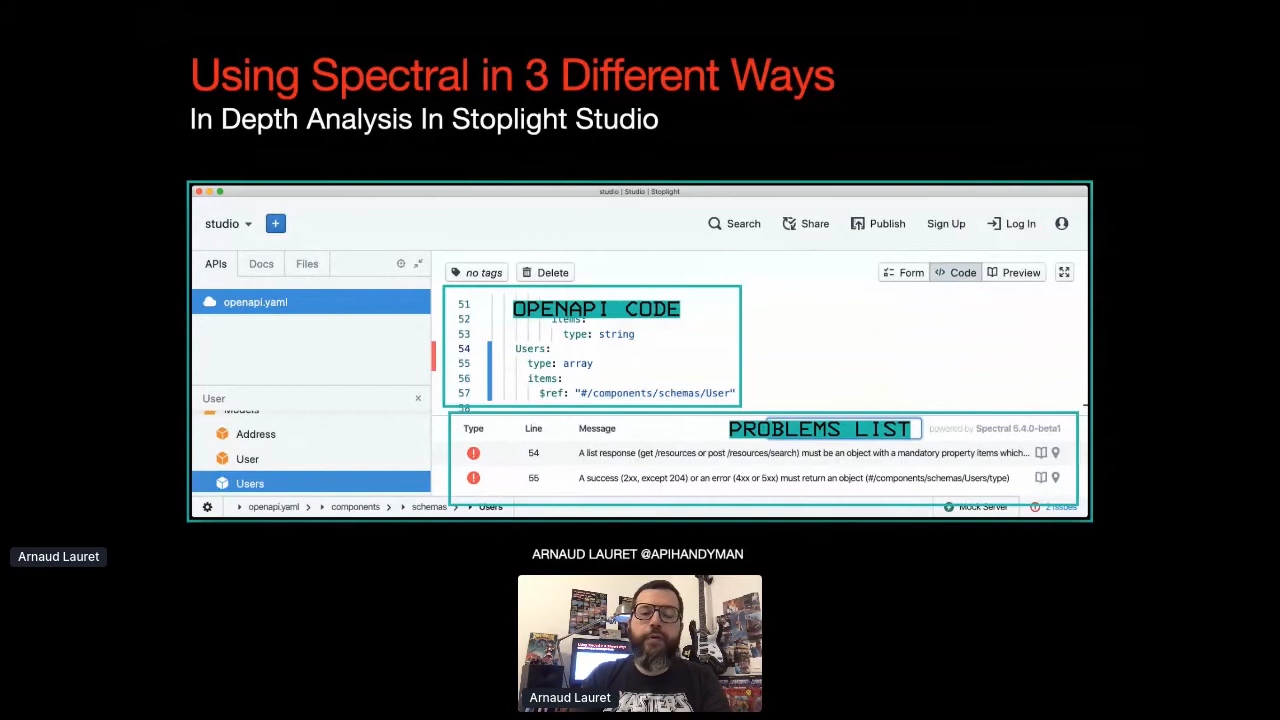 Using Spectral in 3 Different Ways
In Depth Analysis In Stoplight Studio
studio | Studio | Stoplight
studio
+
Search
Share
Publish
Sign Up
Log In
APIs
Docs
Files
no tags
Delete
Form
</> Code
Preview
openapi.yaml
OPENAPI CODE
51
52 items:
53 type: string
54 Users:
55 type: array
56 items:
57 $ref: "#/components/schemas/User"
58
User ×
Models
Address
User
Users
PROBLEMS LIST
powered by Spectral 5.4.0-beta1
Type Line Message
54 A list response (get /resources or post /resources/search) must be an object with a mandatory property items which...
55 A success (2xx, except 204) or an error (4xx or 5xx) must return an object (#/components/schemas/Users/type)
openapi.yaml components schemas Users
Mock Server
2 Issues
Arnaud Lauret
ARNAUD LAURET @APIHANDYMAN
Arnaud Lauret